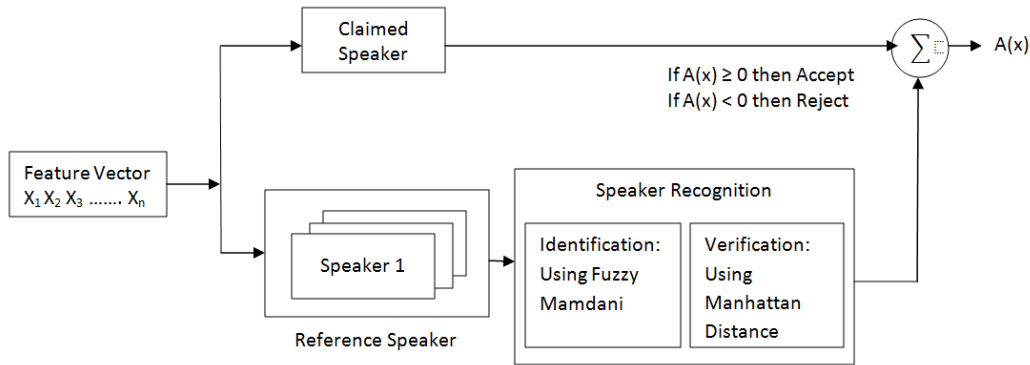 Claimed
Speaker
∑
A(x)
If A(x) ≥ 0 then Accept
If A(x) < 0 then Reject
Feature Vector
X₁ X₂ X₃ ……. Xₙ
Speaker 1
Reference Speaker
Speaker Recognition
Identification:
Using Fuzzy
Mamdani
Verification:
Using
Manhattan
Distance